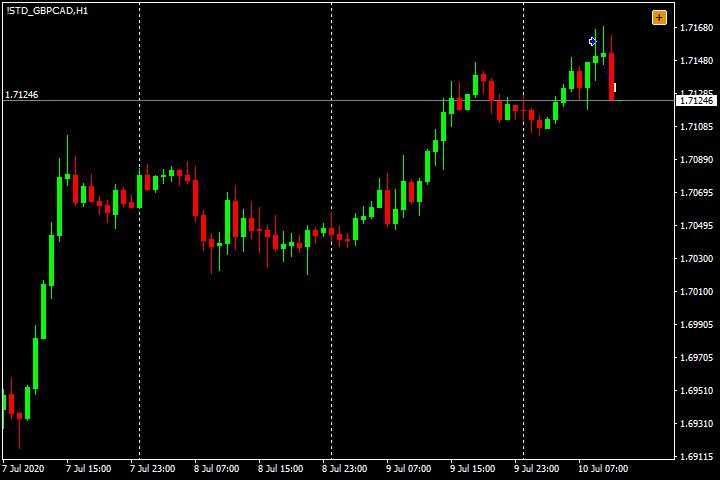 !STD_GBPCAD,H1
+
1.71680
1.71480
1.71285
1.71246
1.71246
1.71085
1.70890
1.70695
1.70495
1.70300
1.70100
1.69905
1.69705
1.69510
1.69310
1.69115
7 Jul 2020
7 Jul 15:00
7 Jul 23:00
8 Jul 07:00
8 Jul 15:00
8 Jul 23:00
9 Jul 07:00
9 Jul 15:00
9 Jul 23:00
10 Jul 07:00